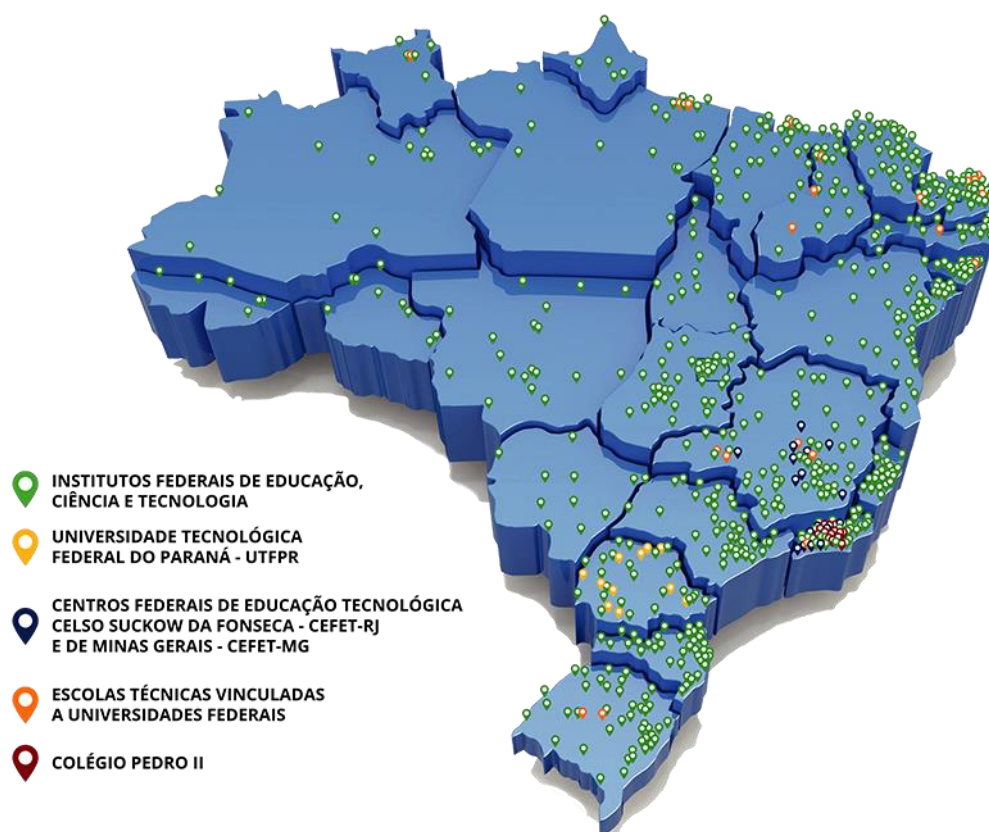 INSTITUTOS FEDERAIS DE EDUCAÇÃO,
CIÊNCIA E TECNOLOGIA
UNIVERSIDADE TECNOLÓGICA
FEDERAL DO PARANÁ - UTFPR
CENTROS FEDERAIS DE EDUCAÇÃO TECNOLÓGICA
CELSO SUCKOW DA FONSECA - CEFET-RJ
E DE MINAS GERAIS - CEFET-MG
ESCOLAS TÉCNICAS VINCULADAS
A UNIVERSIDADES FEDERAIS
COLÉGIO PEDRO II